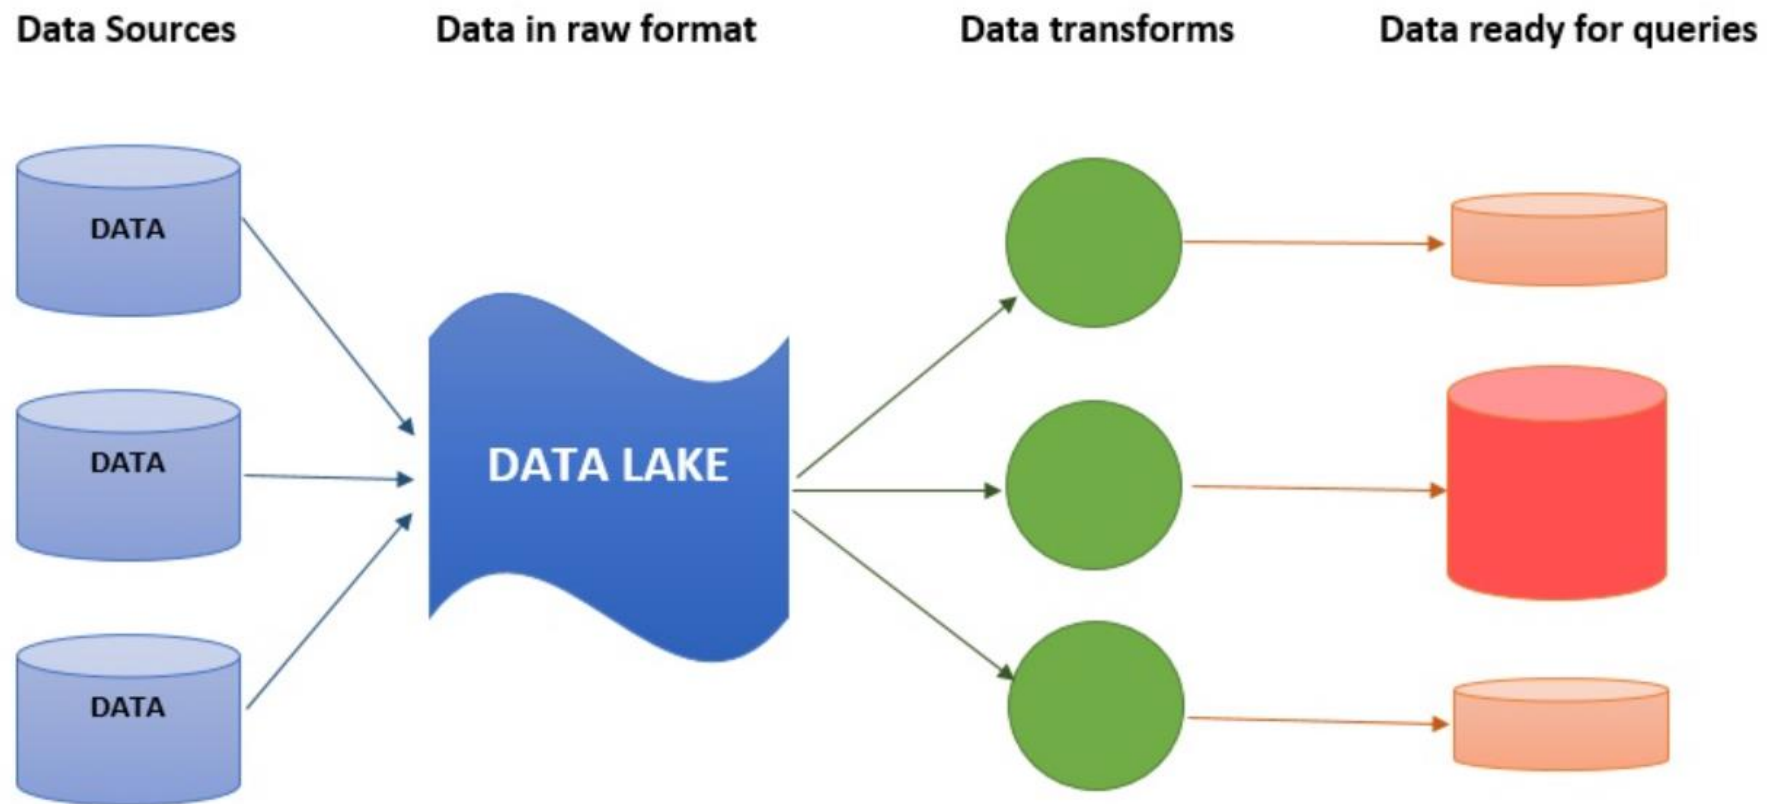 Data Sources
Data in raw format
Data transforms
Data ready for queries
DATA
DATA
DATA
DATA LAKE